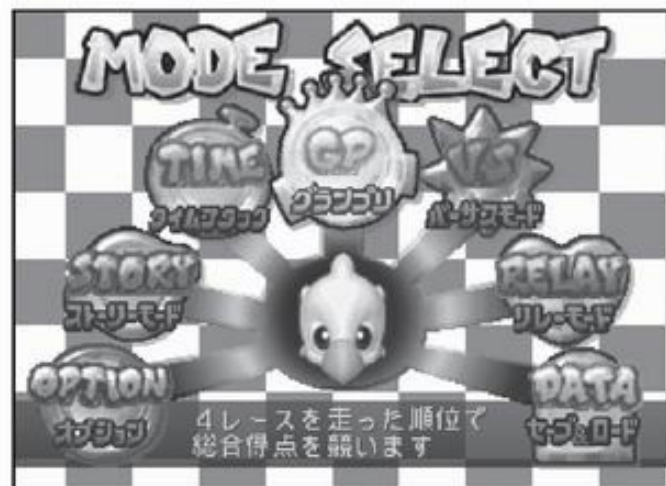 MODE SELECT
TIME
タイムアタック
GP
グランプリ
VS
バーサスモード
STORY
ストーリーモード
RELAY
リレーモード
OPTION
オプション
DATA
セーブ&ロード
4レースを走った順位で
総合得点を競います